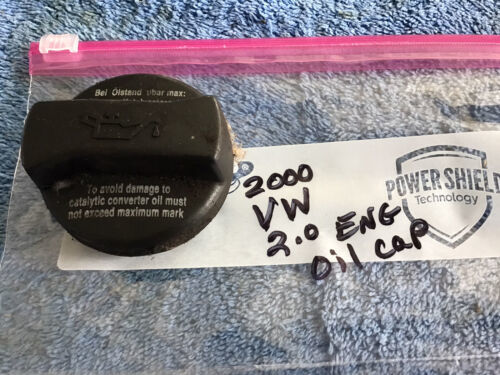 Bei Ölstand über max:
To avoid damage to
catalytic converter oil must
not exceed maximum mark
2000
VW
2.0 ENG
Oil cap
POWER SHIELD
Technology